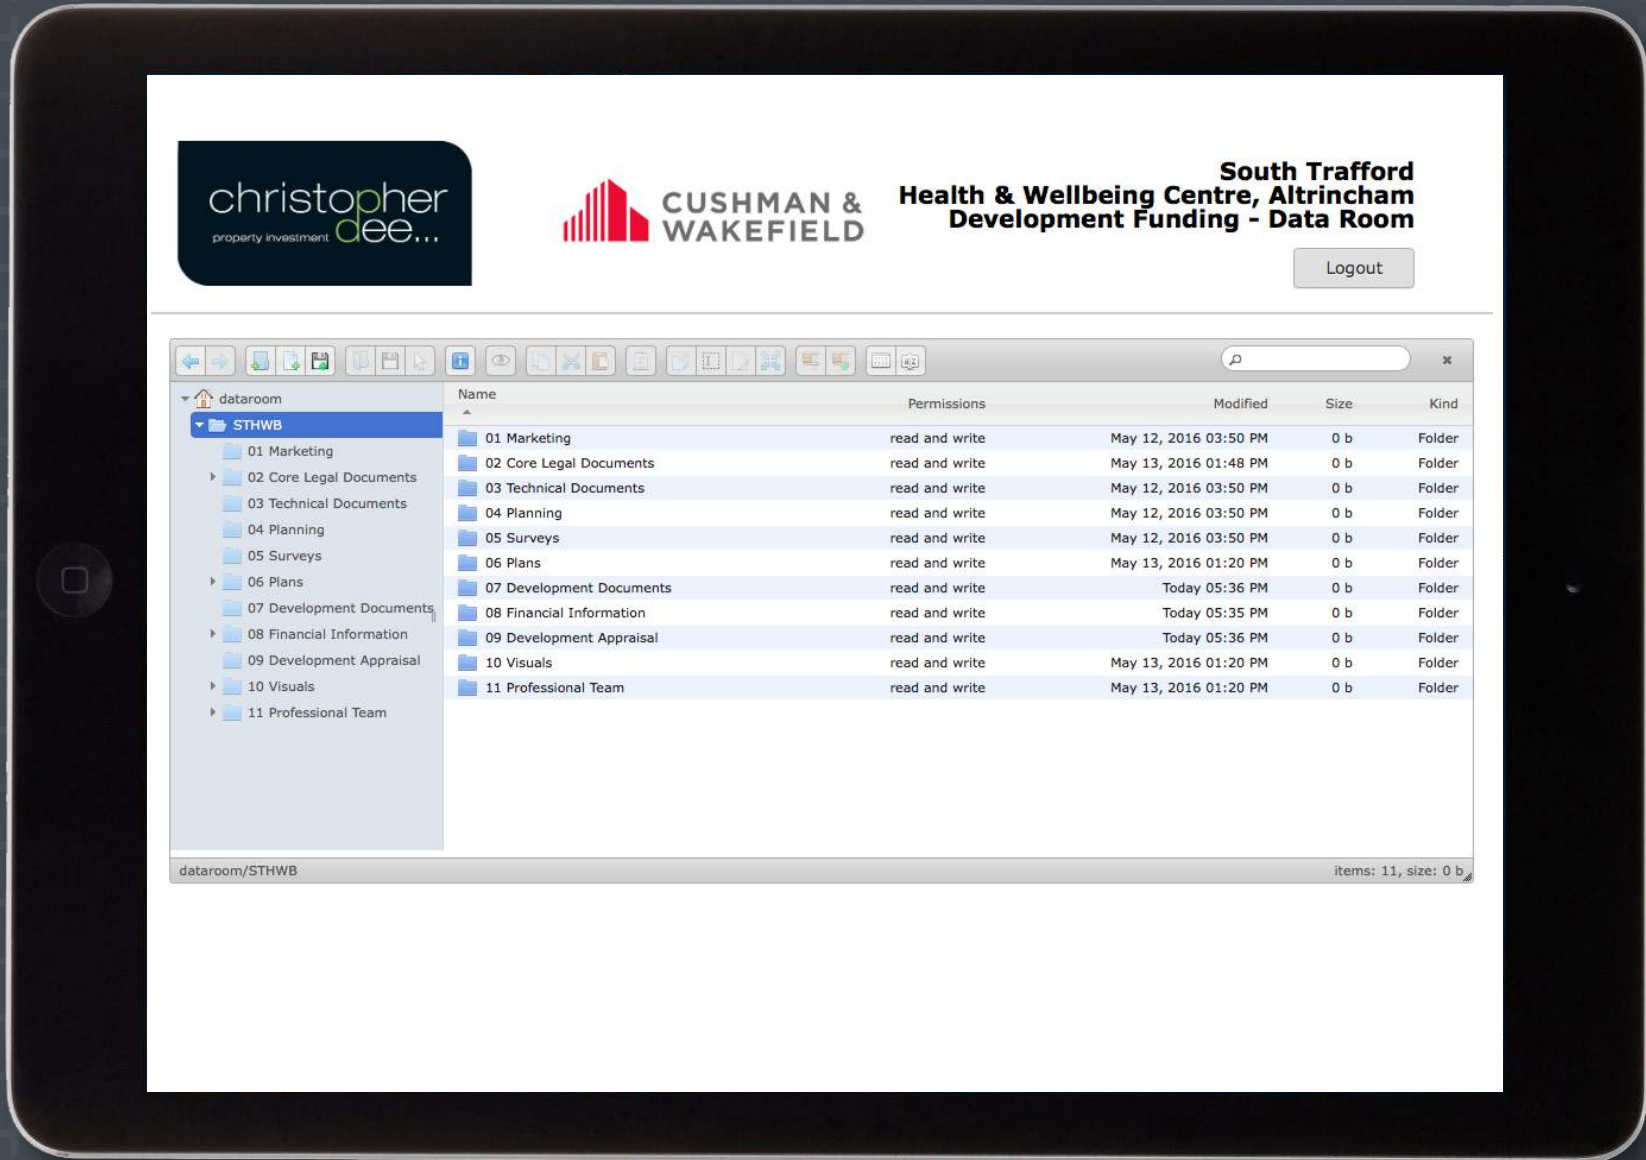 christopher
property investment dee...
CUSHMAN &
WAKEFIELD
South Trafford
Health & Wellbeing Centre, Altrincham
Development Funding - Data Room
Logout
dataroom
STHWB
01 Marketing
02 Core Legal Documents
03 Technical Documents
04 Planning
05 Surveys
06 Plans
07 Development Documents
08 Financial Information
09 Development Appraisal
10 Visuals
11 Professional Team
Name Permissions Modified Size Kind
01 Marketing read and write May 12, 2016 03:50 PM 0 b Folder
02 Core Legal Documents read and write May 13, 2016 01:48 PM 0 b Folder
03 Technical Documents read and write May 12, 2016 03:50 PM 0 b Folder
04 Planning read and write May 12, 2016 03:50 PM 0 b Folder
05 Surveys read and write May 12, 2016 03:50 PM 0 b Folder
06 Plans read and write May 13, 2016 01:20 PM 0 b Folder
07 Development Documents read and write Today 05:36 PM 0 b Folder
08 Financial Information read and write Today 05:35 PM 0 b Folder
09 Development Appraisal read and write Today 05:36 PM 0 b Folder
10 Visuals read and write May 13, 2016 01:20 PM 0 b Folder
11 Professional Team read and write May 13, 2016 01:20 PM 0 b Folder
dataroom/STHWB items: 11, size: 0 b